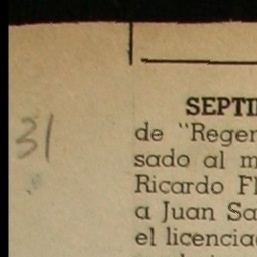 SEPTI
de "Reger
31
sado al m
Ricardo Fl
a Juan Sa
el licencia